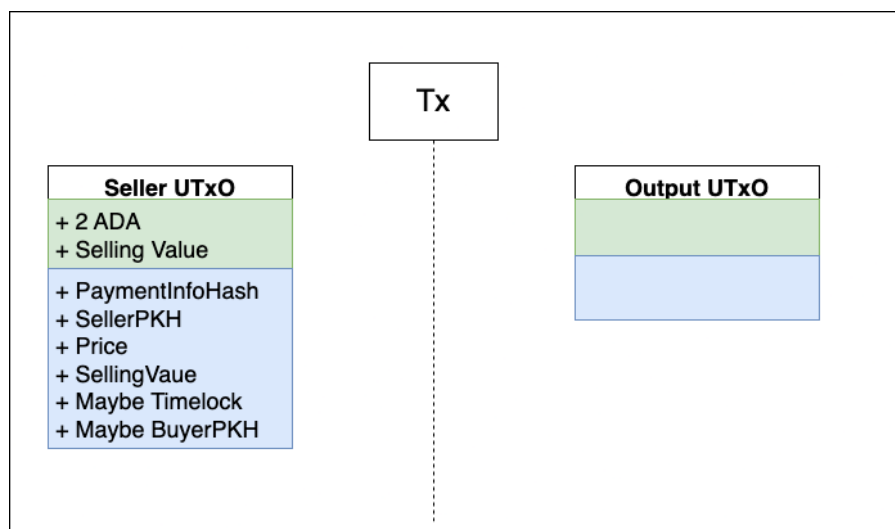 Tx
Seller UTxO
+ 2 ADA
+ Selling Value
+ PaymentInfoHash
+ SellerPKH
+ Price
+ SellingVaue
+ Maybe Timelock
+ Maybe BuyerPKH
Output UTxO